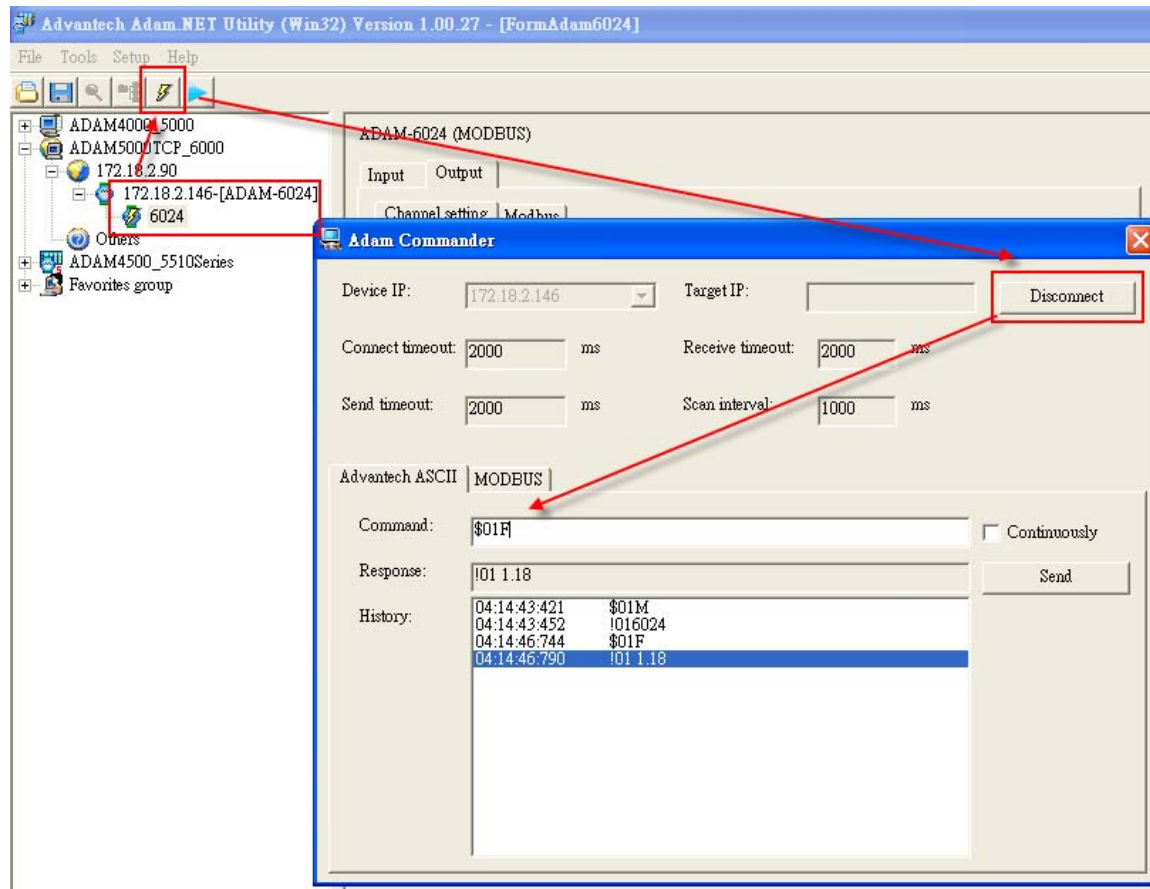 Advantech Adam.NET Utility (Win32) Version 1.00.27 - [FormAdam6024]
File Tools Setup Help
ADAM4000_5000
ADAM5000TCP_6000
172.18.2.90
172.18.2.146-[ADAM-6024]
6024
Others
ADAM4500_5510Series
Favorites group
ADAM-6024 (MODBUS)
Input Output
Channel setting Modbus
Adam Commander
Device IP: 172.18.2.146 Target IP: Disconnect
Connect timeout: 2000 ms Receive timeout: 2000 ms
Send timeout: 2000 ms Scan interval: 1000 ms
Advantech ASCII MODBUS
Command: $01F Continuously
Response: !01 1.18 Send
History:
04:14:43:421 $01M
04:14:43:452 !016024
04:14:46:744 $01F
04:14:46:790 !01 1.18